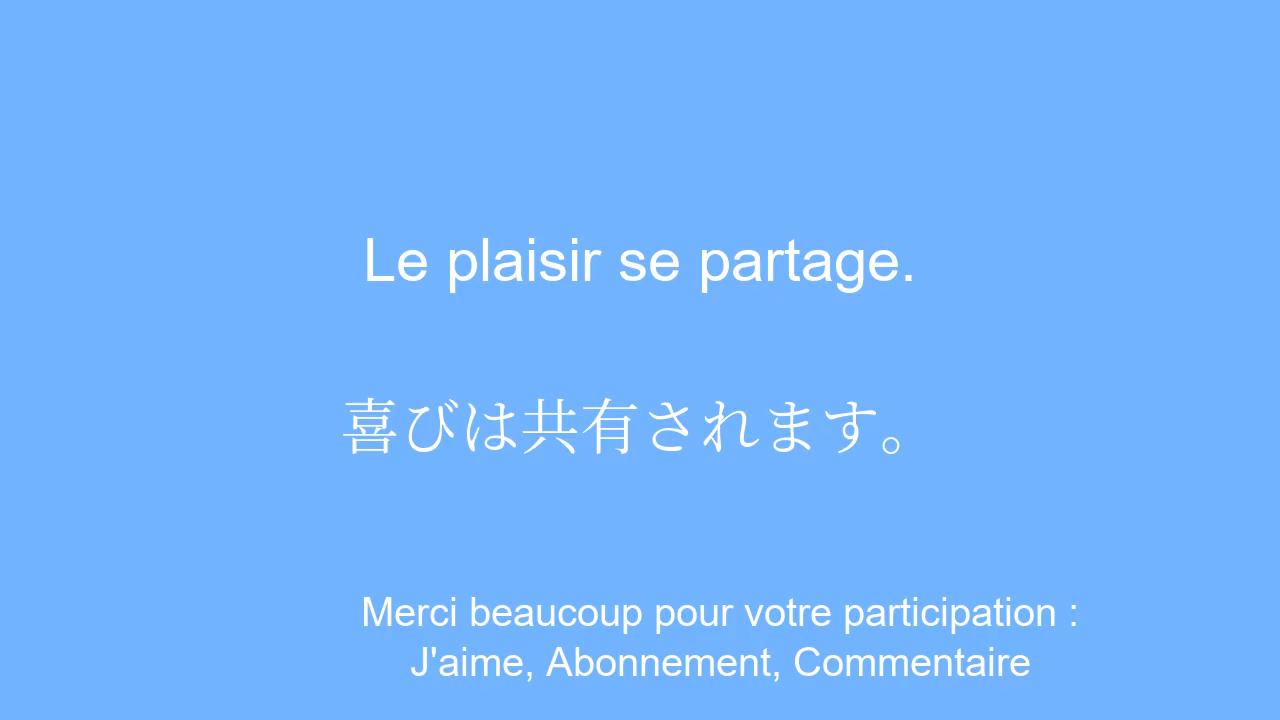 Le plaisir se partage.
喜びは共有されます。
Merci beaucoup pour votre participation :
J'aime, Abonnement, Commentaire